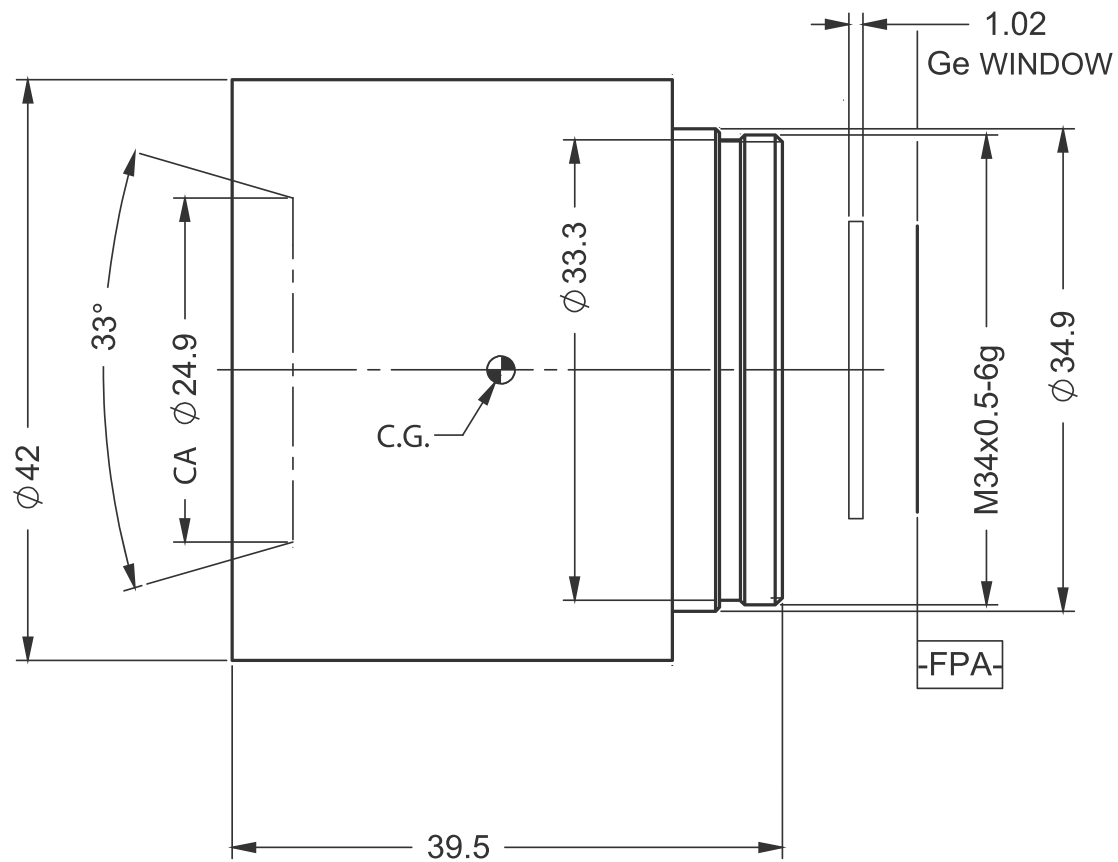 1.02
Ge WINDOW
33°
CA ⌀24.9
⌀42
C.G.
⌀33.3
M34x0.5-6g
⌀34.9
-FPA-
39.5